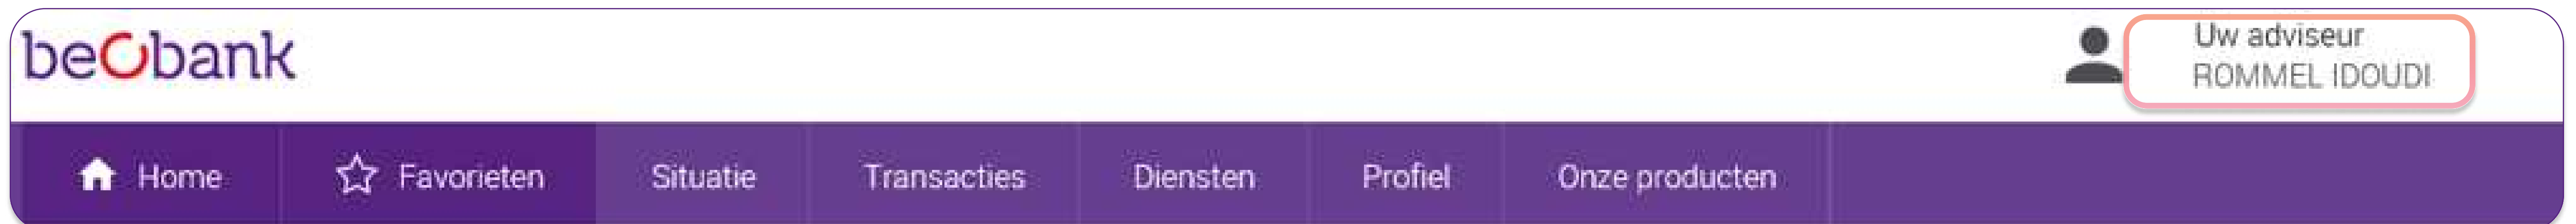 beobank
Uw adviseur
ROMMEL IDOUDI
Home Favorieten Situatie Transacties Diensten Profiel Onze producten